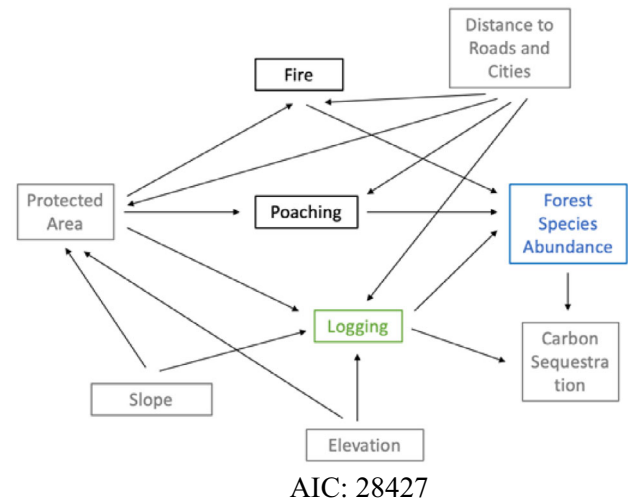 Distance to
Roads and
Cities
Fire
Protected
Area
Poaching
Forest
Species
Abundance
Logging
Carbon
Sequestra
tion
Slope
Elevation
AIC: 28427